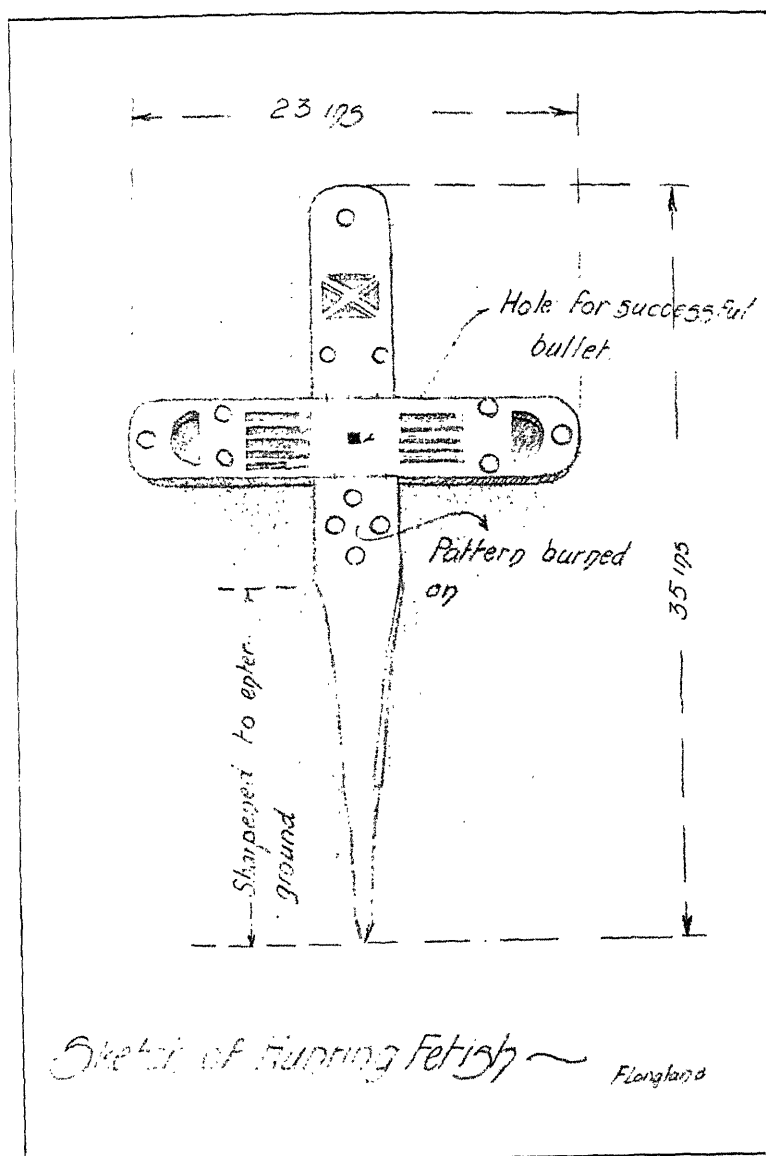 23 ins
Hole for successful
bullet.
Pattern burned
on
35 ins
Sharpened to enter
ground
Sketch of Hunting Fetish ~
F Longland